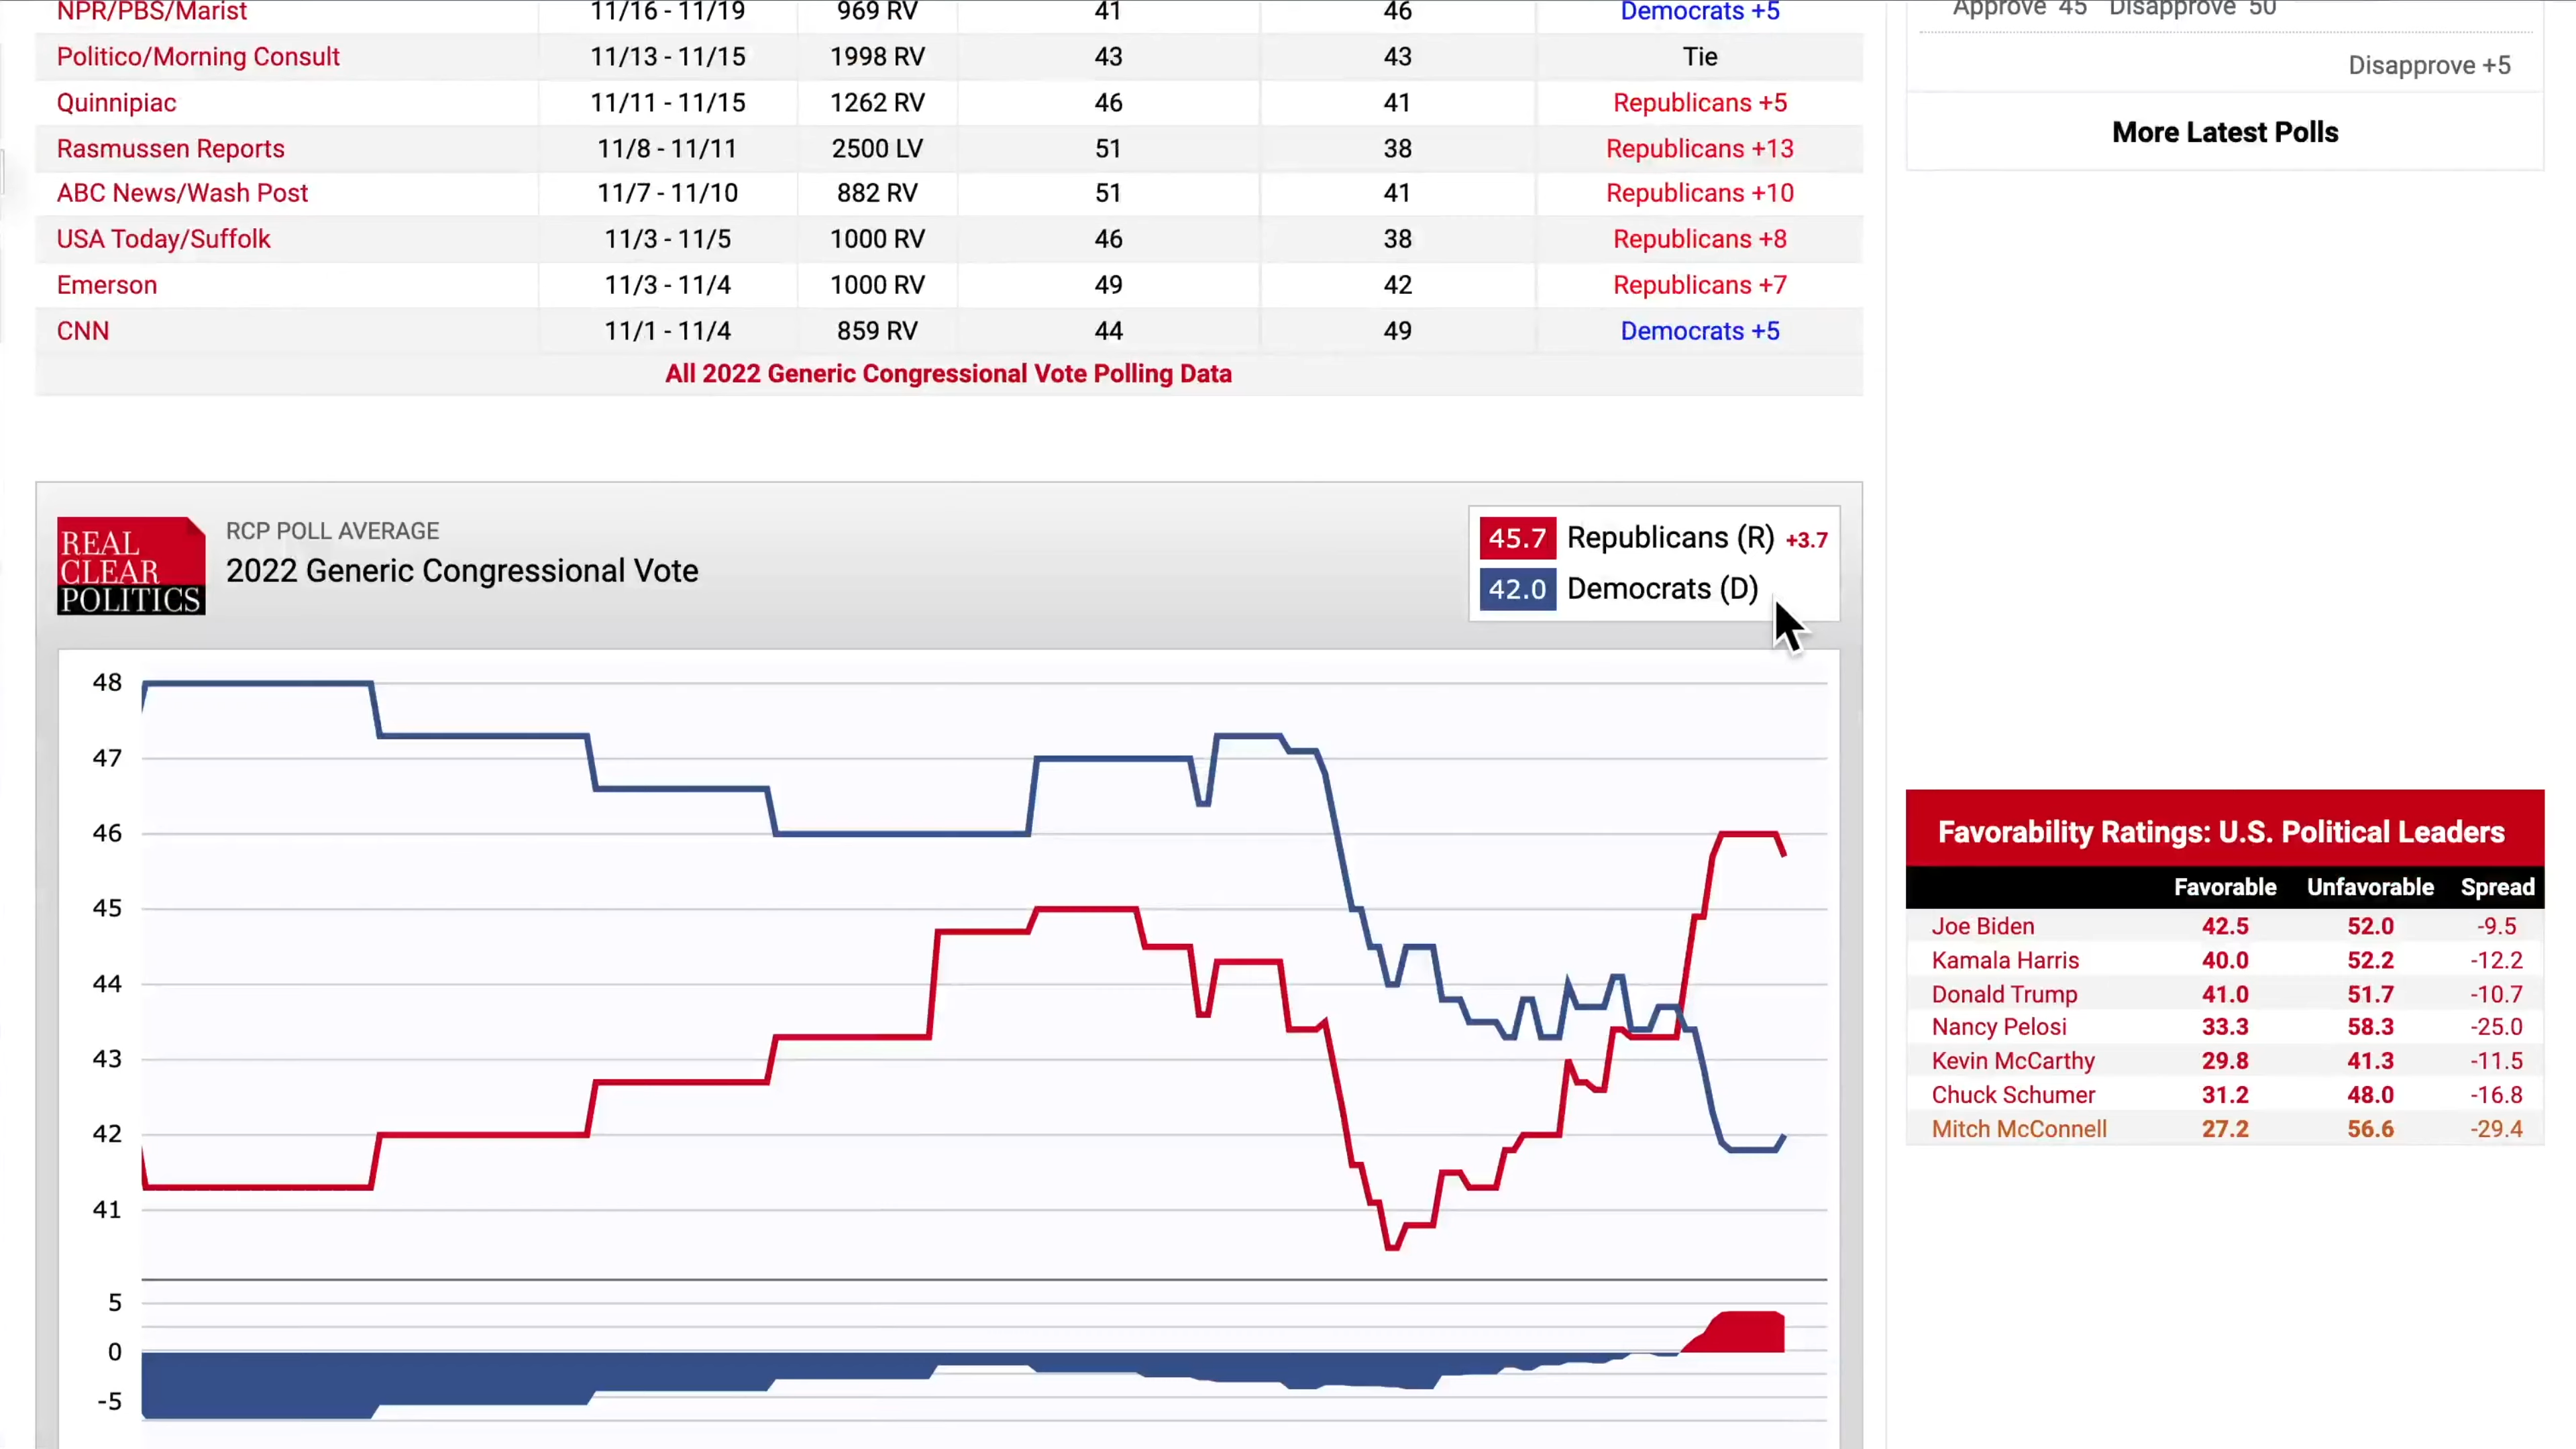 NPR/PBS/Marist 11/16 - 11/19 969 RV 41 46 Democrats +5
Politico/Morning Consult 11/13 - 11/15 1998 RV 43 43 Tie
Quinnipiac 11/11 - 11/15 1262 RV 46 41 Republicans +5
Rasmussen Reports 11/8 - 11/11 2500 LV 51 38 Republicans +13
ABC News/Wash Post 11/7 - 11/10 882 RV 51 41 Republicans +10
USA Today/Suffolk 11/3 - 11/5 1000 RV 46 38 Republicans +8
Emerson 11/3 - 11/4 1000 RV 49 42 Republicans +7
CNN 11/1 - 11/4 859 RV 44 49 Democrats +5
All 2022 Generic Congressional Vote Polling Data
REAL
CLEAR
POLITICS
RCP POLL AVERAGE
2022 Generic Congressional Vote
45.7 Republicans (R) +3.7
42.0 Democrats (D)
48
47
46
45
44
43
42
41
5
0
-5
Approve 45 Disapprove 50
Disapprove +5
More Latest Polls
Favorability Ratings: U.S. Political Leaders
Favorable Unfavorable Spread
Joe Biden 42.5 52.0 -9.5
Kamala Harris 40.0 52.2 -12.2
Donald Trump 41.0 51.7 -10.7
Nancy Pelosi 33.3 58.3 -25.0
Kevin McCarthy 29.8 41.3 -11.5
Chuck Schumer 31.2 48.0 -16.8
Mitch McConnell 27.2 56.6 -29.4